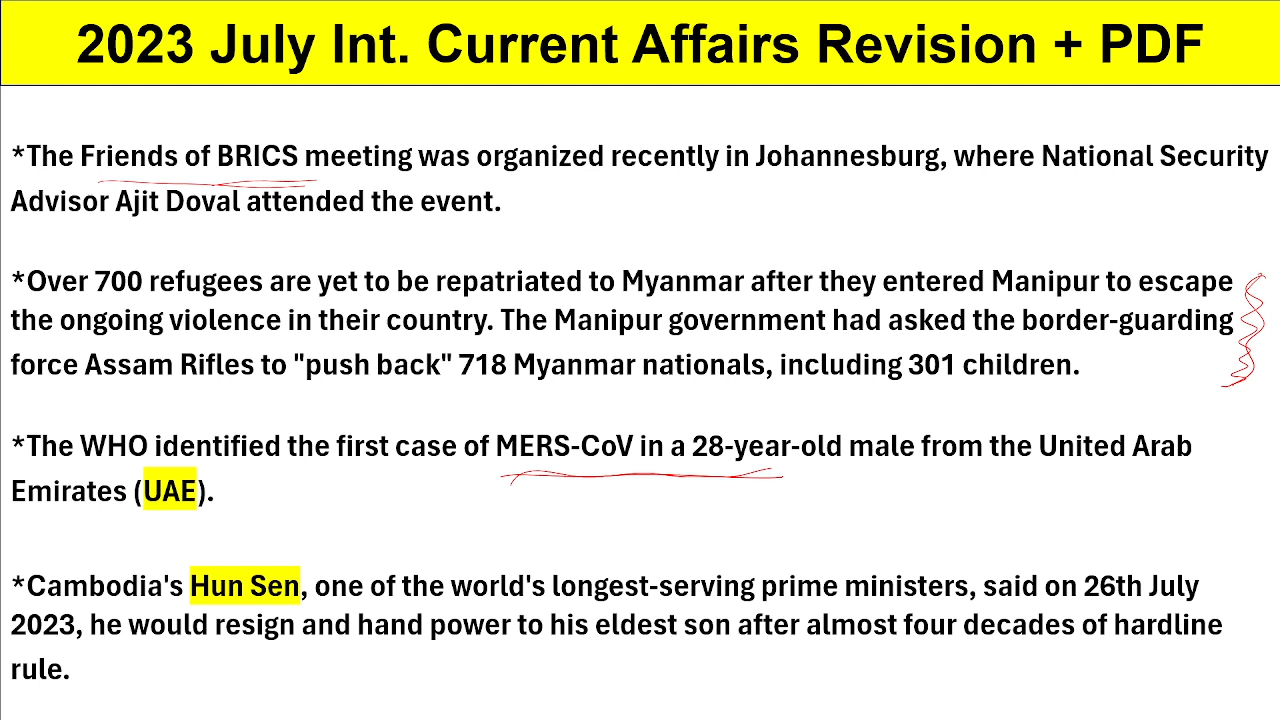 2023 July Int. Current Affairs Revision + PDF
*The Friends of BRICS meeting was organized recently in Johannesburg, where National Security
Advisor Ajit Doval attended the event.
*Over 700 refugees are yet to be repatriated to Myanmar after they entered Manipur to escape
the ongoing violence in their country. The Manipur government had asked the border-guarding
force Assam Rifles to "push back" 718 Myanmar nationals, including 301 children.
*The WHO identified the first case of MERS-CoV in a 28-year-old male from the United Arab
Emirates (UAE).
*Cambodia's Hun Sen, one of the world's longest-serving prime ministers, said on 26th July
2023, he would resign and hand power to his eldest son after almost four decades of hardline
rule.